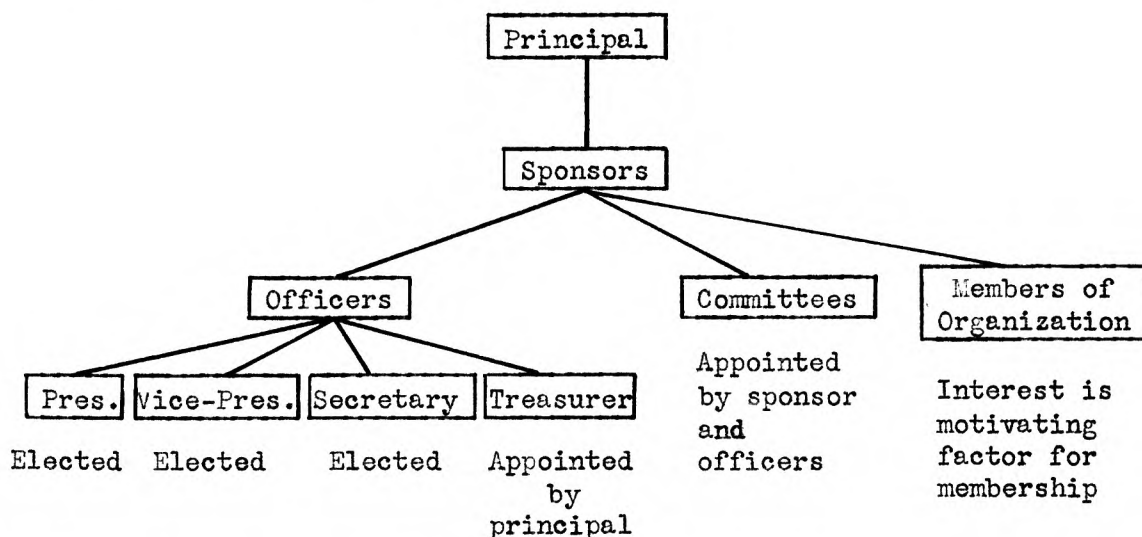 Principal
Sponsors
Officers
Committees
Members of
Organization
Pres.
Vice-Pres.
Secretary
Treasurer
Elected
Elected
Elected
Appointed
by
principal
Appointed
by sponsor
and
officers
Interest is
motivating
factor for
membership